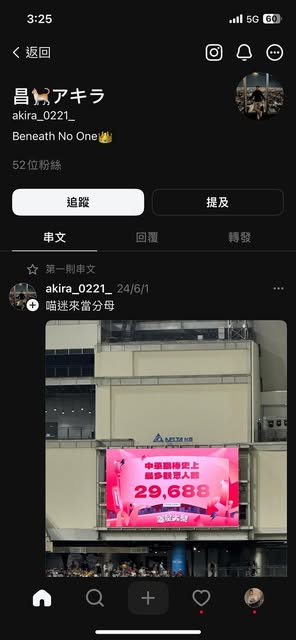 3:25
5G
60
返回
昌🐈アキラ
akira_0221_
Beneath No One👑
52位粉絲
追蹤
提及
串文 回覆 轉發
第一則串文
akira_0221_ 24/6/1
喵迷來當分母
DELTA
中華職棒史上
最多觀眾人數
29,688